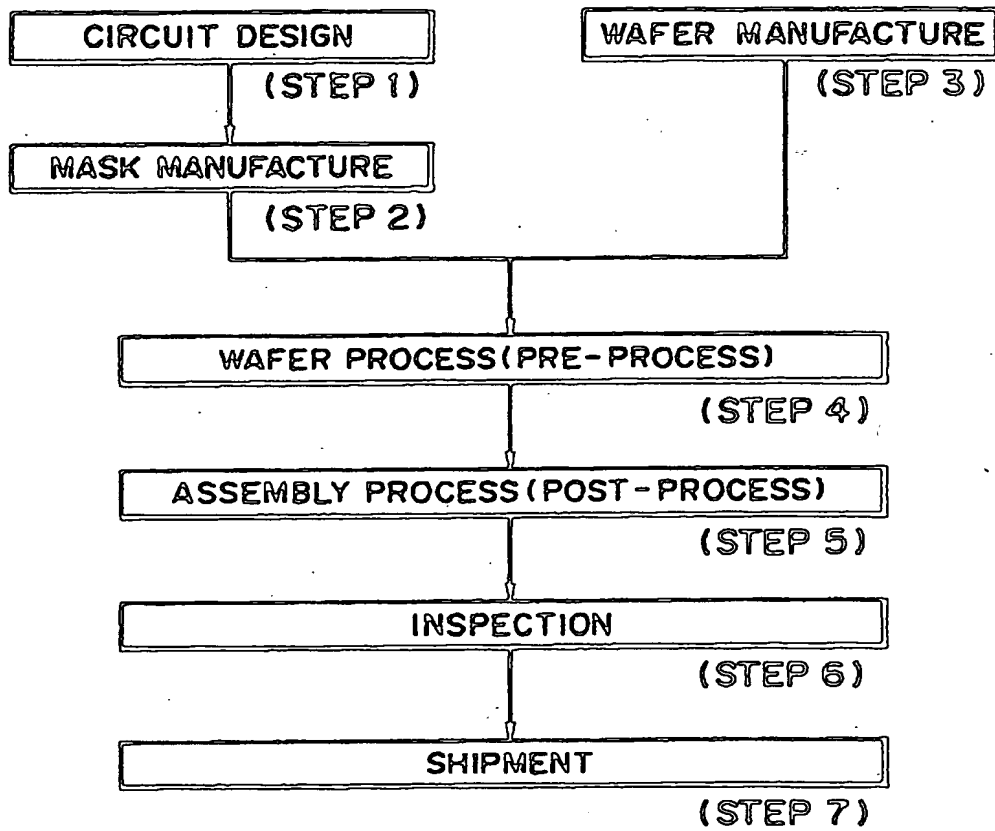 CIRCUIT DESIGN
(STEP 1)
WAFER MANUFACTURE
(STEP 3)
MASK MANUFACTURE
(STEP 2)
WAFER PROCESS(PRE-PROCESS)
(STEP 4)
ASSEMBLY PROCESS(POST-PROCESS)
(STEP 5)
INSPECTION
(STEP 6)
SHIPMENT
(STEP 7)